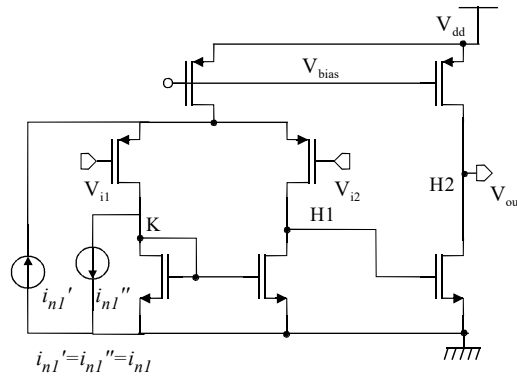 V_dd
V_bias
V_i1
V_i2
H2
V_ou
K
H1
i_n1'
i_n1''
i_n1'=i_n1''=i_n1